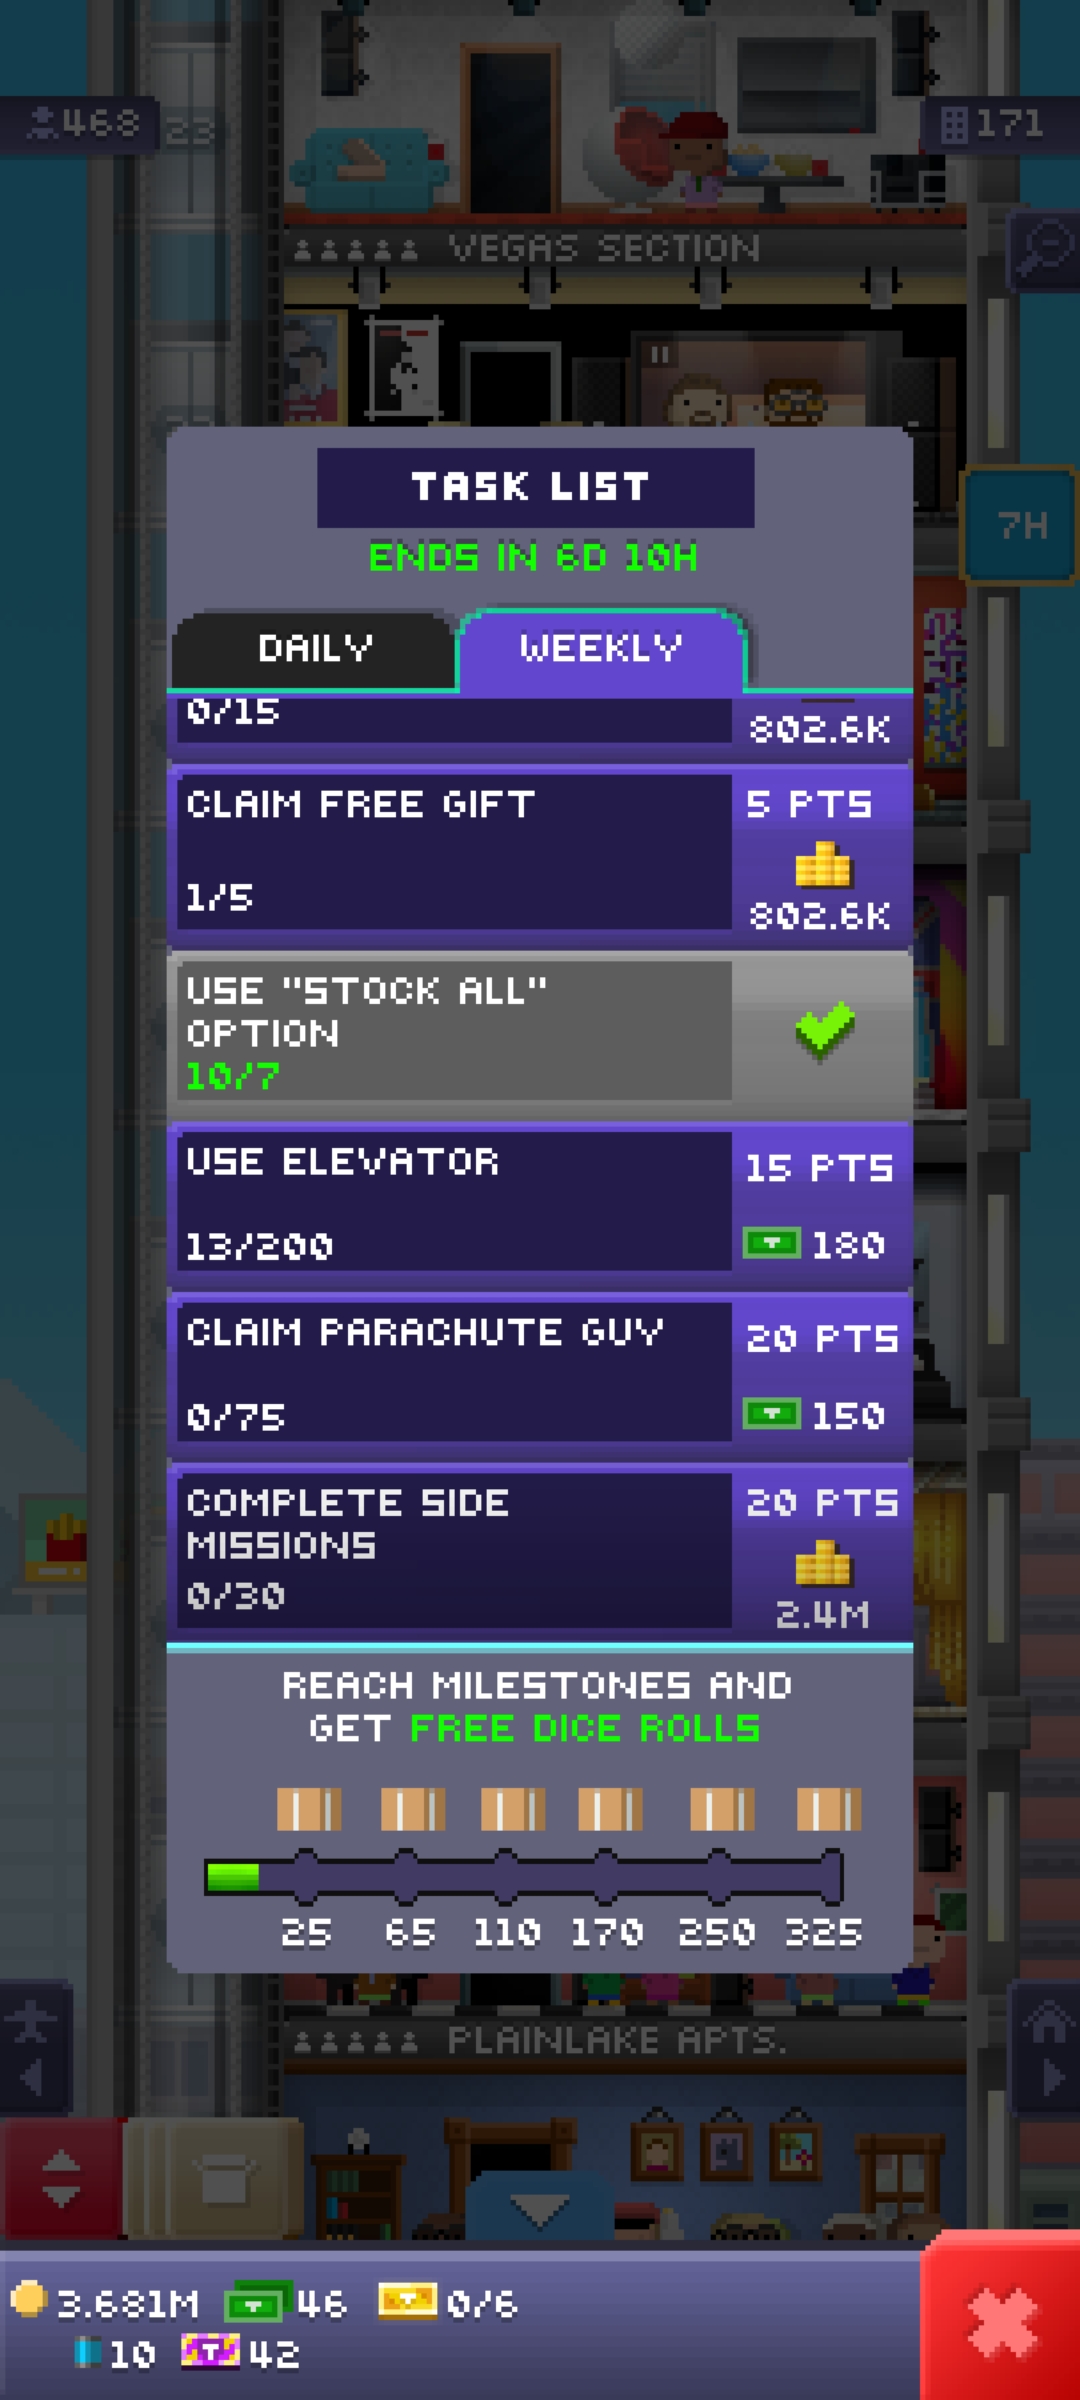 468
23
171
VEGAS SECTION
TASK LIST
ENDS IN 6D 10H
7H
DAILY
WEEKLY
0/15
802.6K
CLAIM FREE GIFT
5 PTS
1/5
802.6K
USE "STOCK ALL"
OPTION
10/7
USE ELEVATOR
15 PTS
13/200
180
CLAIM PARACHUTE GUY
20 PTS
0/75
150
COMPLETE SIDE
MISSIONS
20 PTS
0/30
2.4M
REACH MILESTONES AND
GET FREE DICE ROLLS
25 65 110 170 250 325
PLAINLAKE APTS.
3.681M 46 0/6
10 42